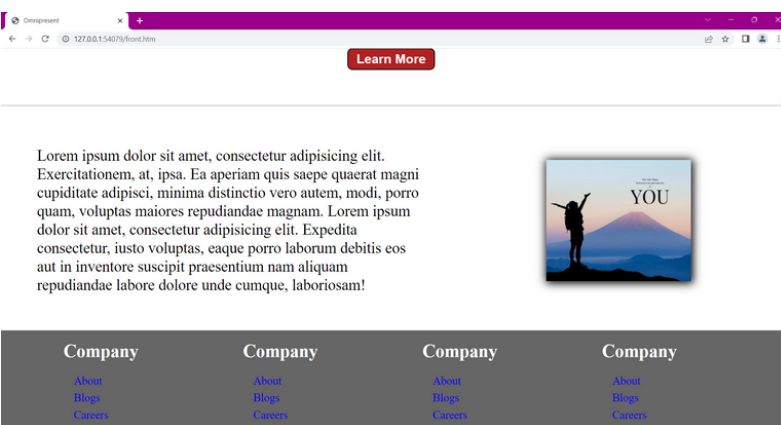 Omnipresent
127.0.0.1:54079/front.htm
Learn More
Lorem ipsum dolor sit amet, consectetur adipisicing elit.
Exercitationem, at, ipsa. Ea aperiam quis saepe quaerat magni
cupiditate adipisci, minima distinctio vero autem, modi, porro
quam, voluptas maiores repudiandae magnam. Lorem ipsum
dolor sit amet, consectetur adipisicing elit. Expedita
consectetur, iusto voluptas, eaque porro laborum debitis eos
aut in inventore suscipit praesentium nam aliquam
repudiandae labore dolore unde cumque, laboriosam!
YOU
Company Company Company Company
About About About About
Blogs Blogs Blogs Blogs
Careers Careers Careers Careers